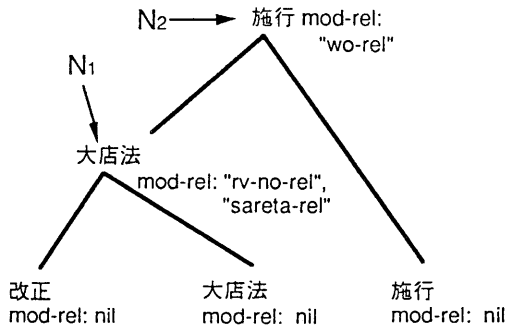 N2
施行 mod-rel:
"wo-rel"
N1
大店法
mod-rel: "rv-no-rel",
"sareta-rel"
改正
mod-rel: nil
大店法
mod-rel: nil
施行
mod-rel: nil